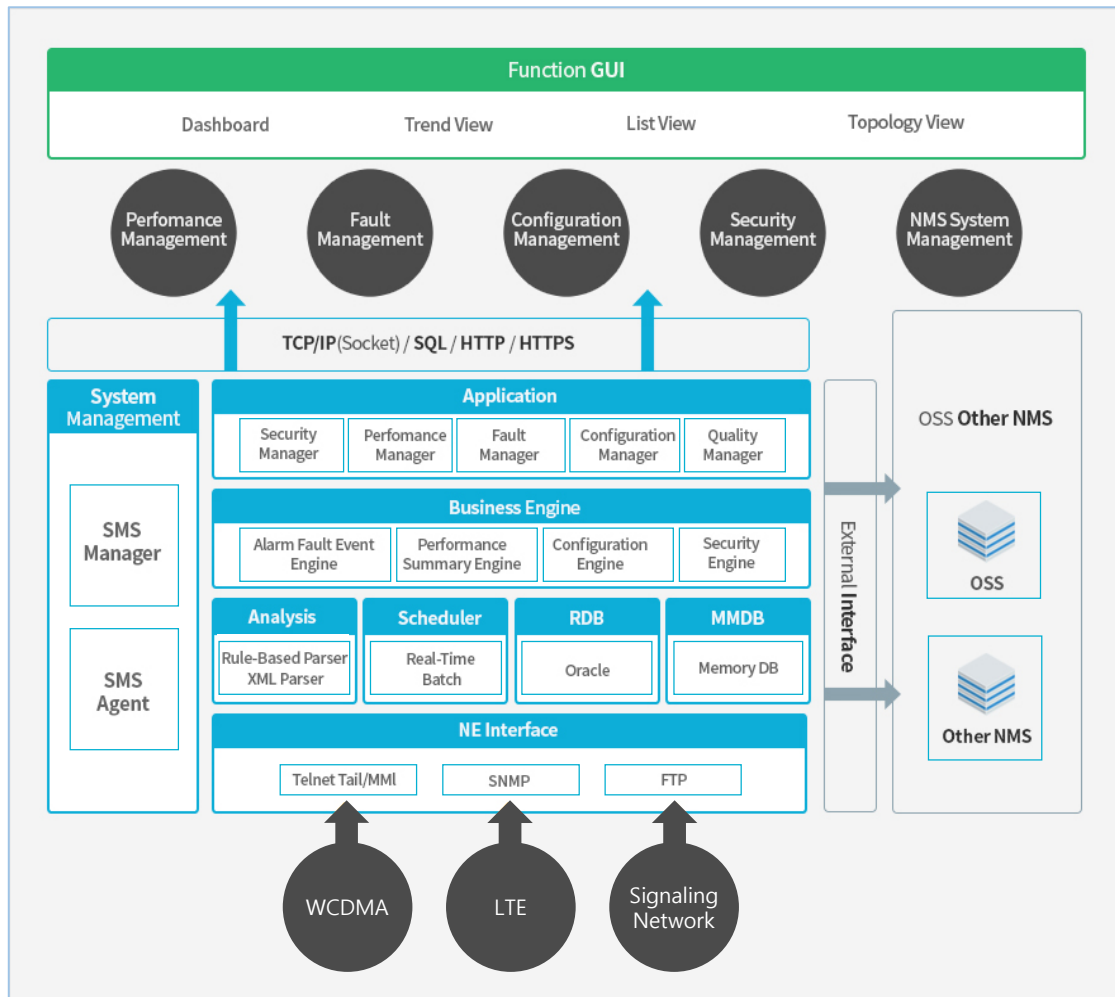 Function GUI
Dashboard
Trend View
List View
Topology View
Perfomance
Management
Fault
Management
Configuration
Management
Security
Management
NMS System
Management
TCP/IP(Socket) / SQL / HTTP / HTTPS
System
Management
SMS
Manager
SMS
Agent
Application
Security
Manager
Perfomance
Manager
Fault
Manager
Configuration
Manager
Quality
Manager
Business Engine
Alarm Fault Event
Engine
Performance
Summary Engine
Configuration
Engine
Security
Engine
Analysis
Rule-Based Parser
XML Parser
Scheduler
Real-Time
Batch
RDB
Oracle
MMDB
Memory DB
NE Interface
Telnet Tail/MMl
SNMP
FTP
External Interface
OSS Other NMS
OSS
Other NMS
WCDMA
LTE
Signaling
Network